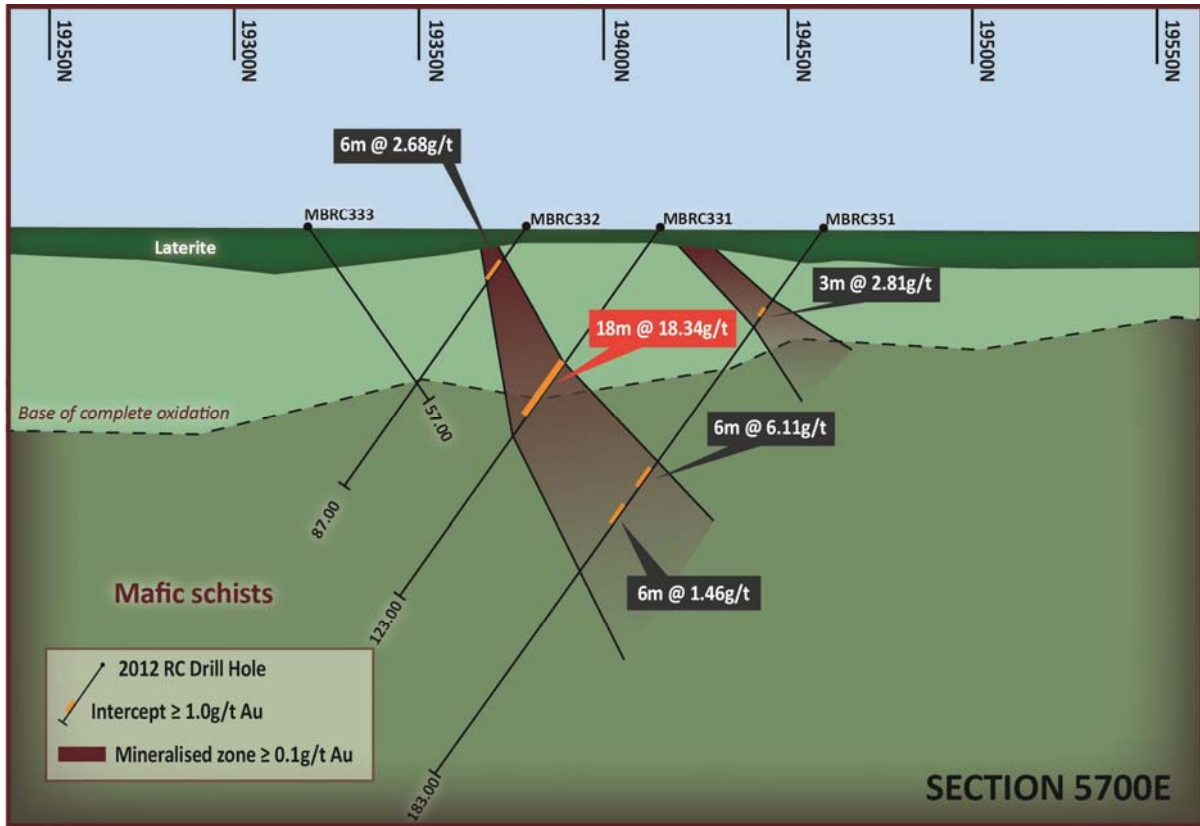 19250N
19300N
19350N
19400N
19450N
19500N
19550N
6m @ 2.68g/t
MBRC333
MBRC332
MBRC331
MBRC351
Laterite
3m @ 2.81g/t
18m @ 18.34g/t
Base of complete oxidation
57.00
6m @ 6.11g/t
87.00
Mafic schists
6m @ 1.46g/t
123.00
2012 RC Drill Hole
Intercept ≥ 1.0g/t Au
Mineralised zone ≥ 0.1g/t Au
183.00
SECTION 5700E